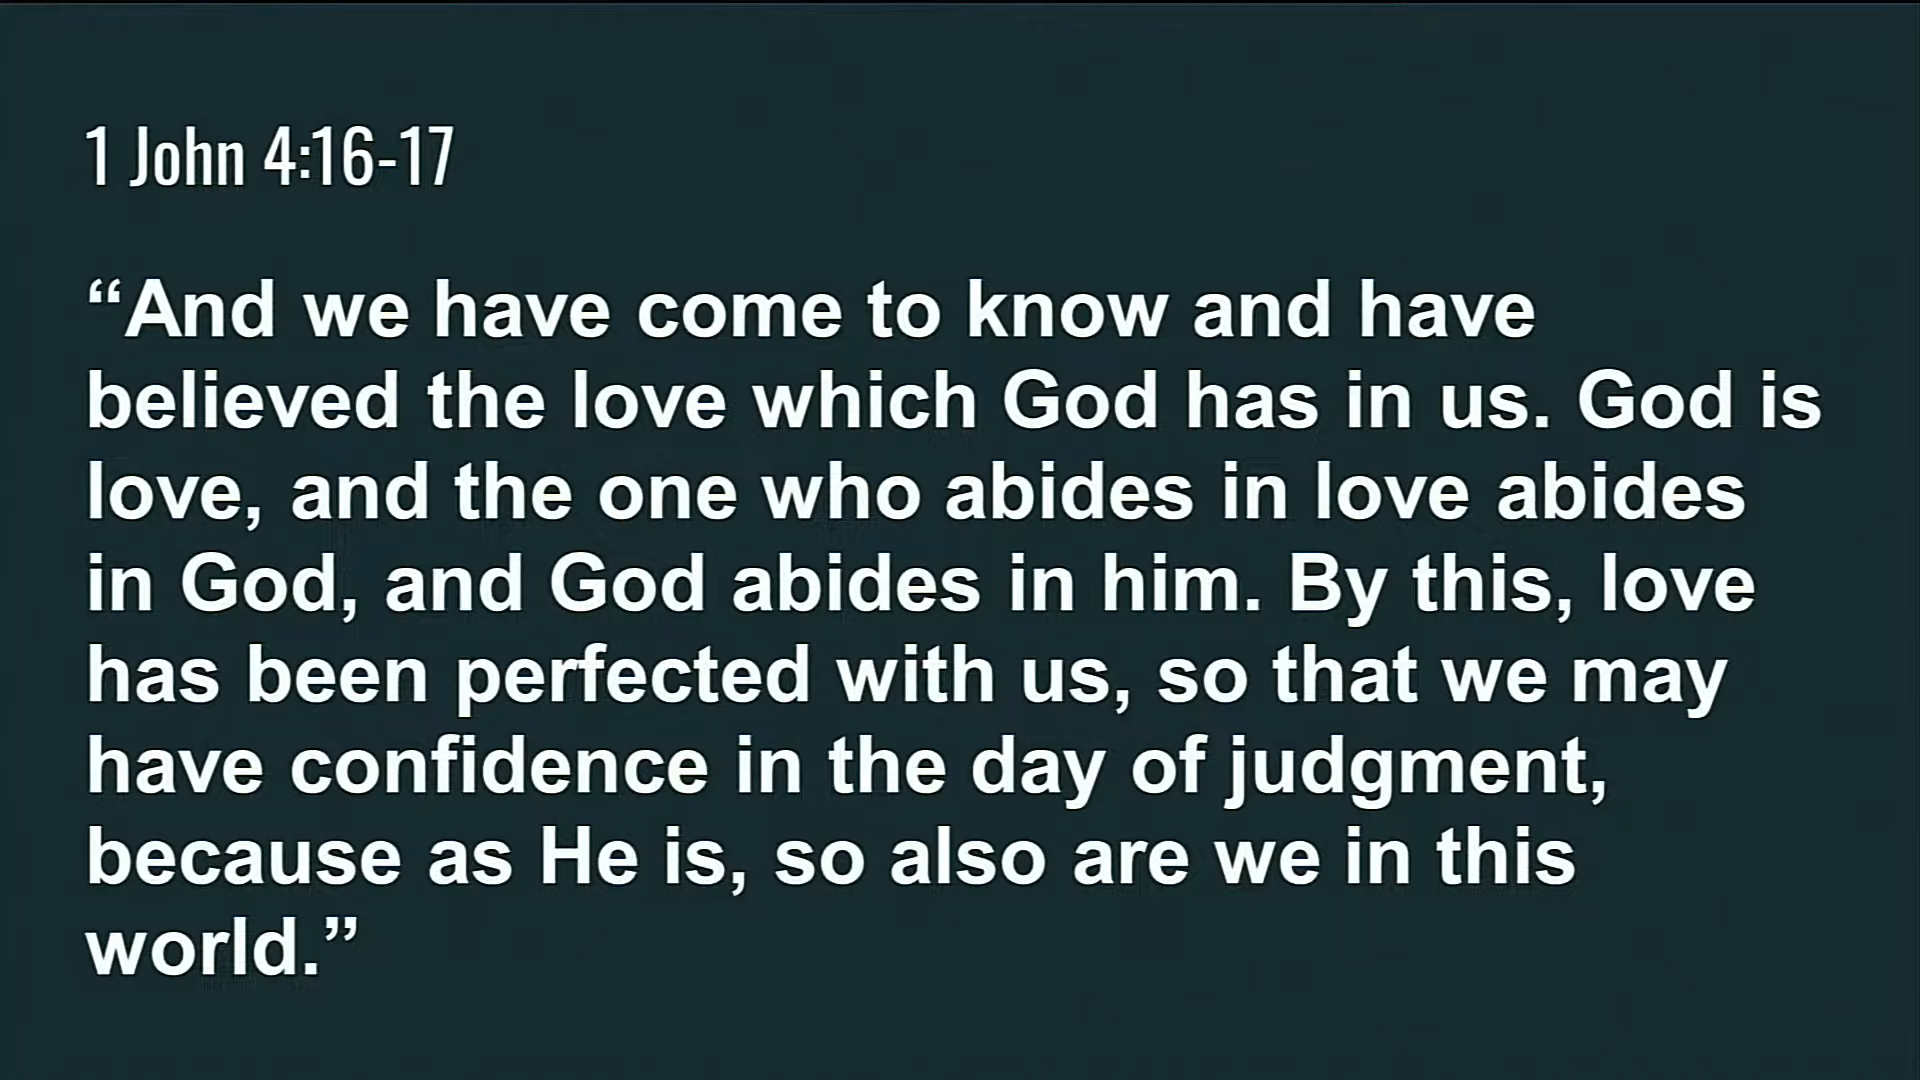 1 John 4:16-17
“And we have come to know and have
believed the love which God has in us. God is
love, and the one who abides in love abides
in God, and God abides in him. By this, love
has been perfected with us, so that we may
have confidence in the day of judgment,
because as He is, so also are we in this
world.”